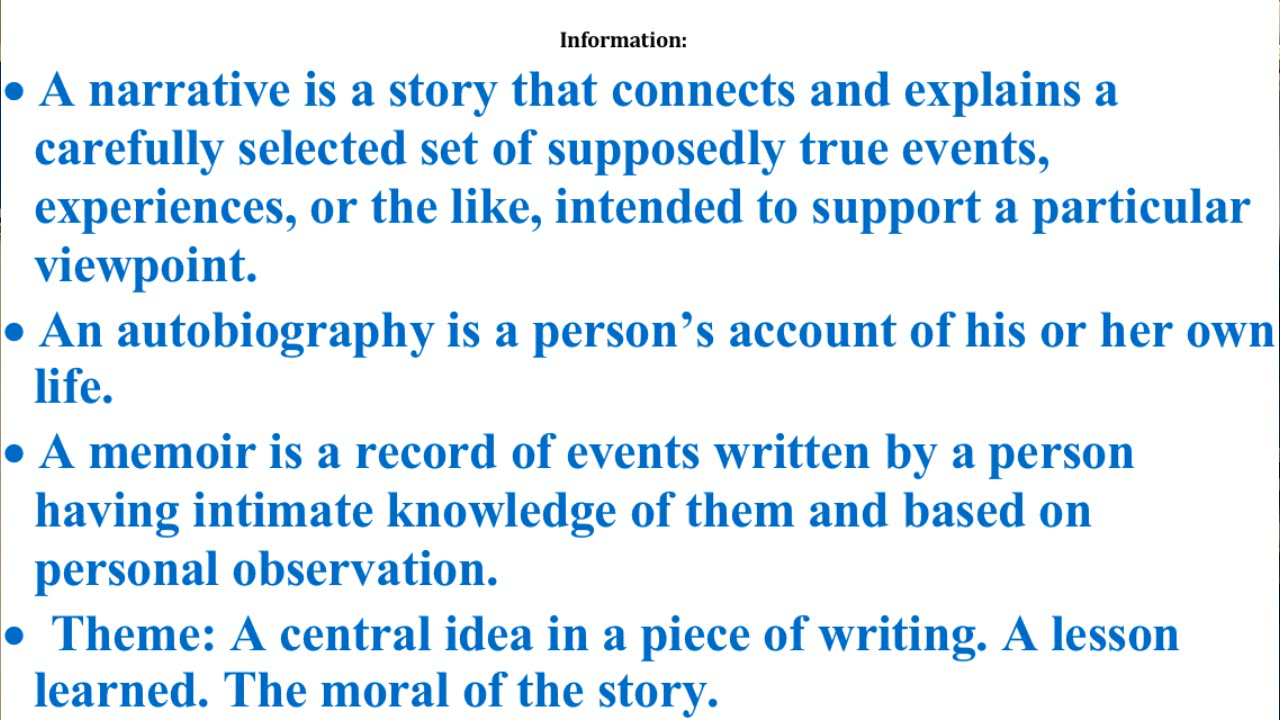 Information:
• A narrative is a story that connects and explains a
carefully selected set of supposedly true events,
experiences, or the like, intended to support a particular
viewpoint.
• An autobiography is a person’s account of his or her own
life.
• A memoir is a record of events written by a person
having intimate knowledge of them and based on
personal observation.
• Theme: A central idea in a piece of writing. A lesson
learned. The moral of the story.